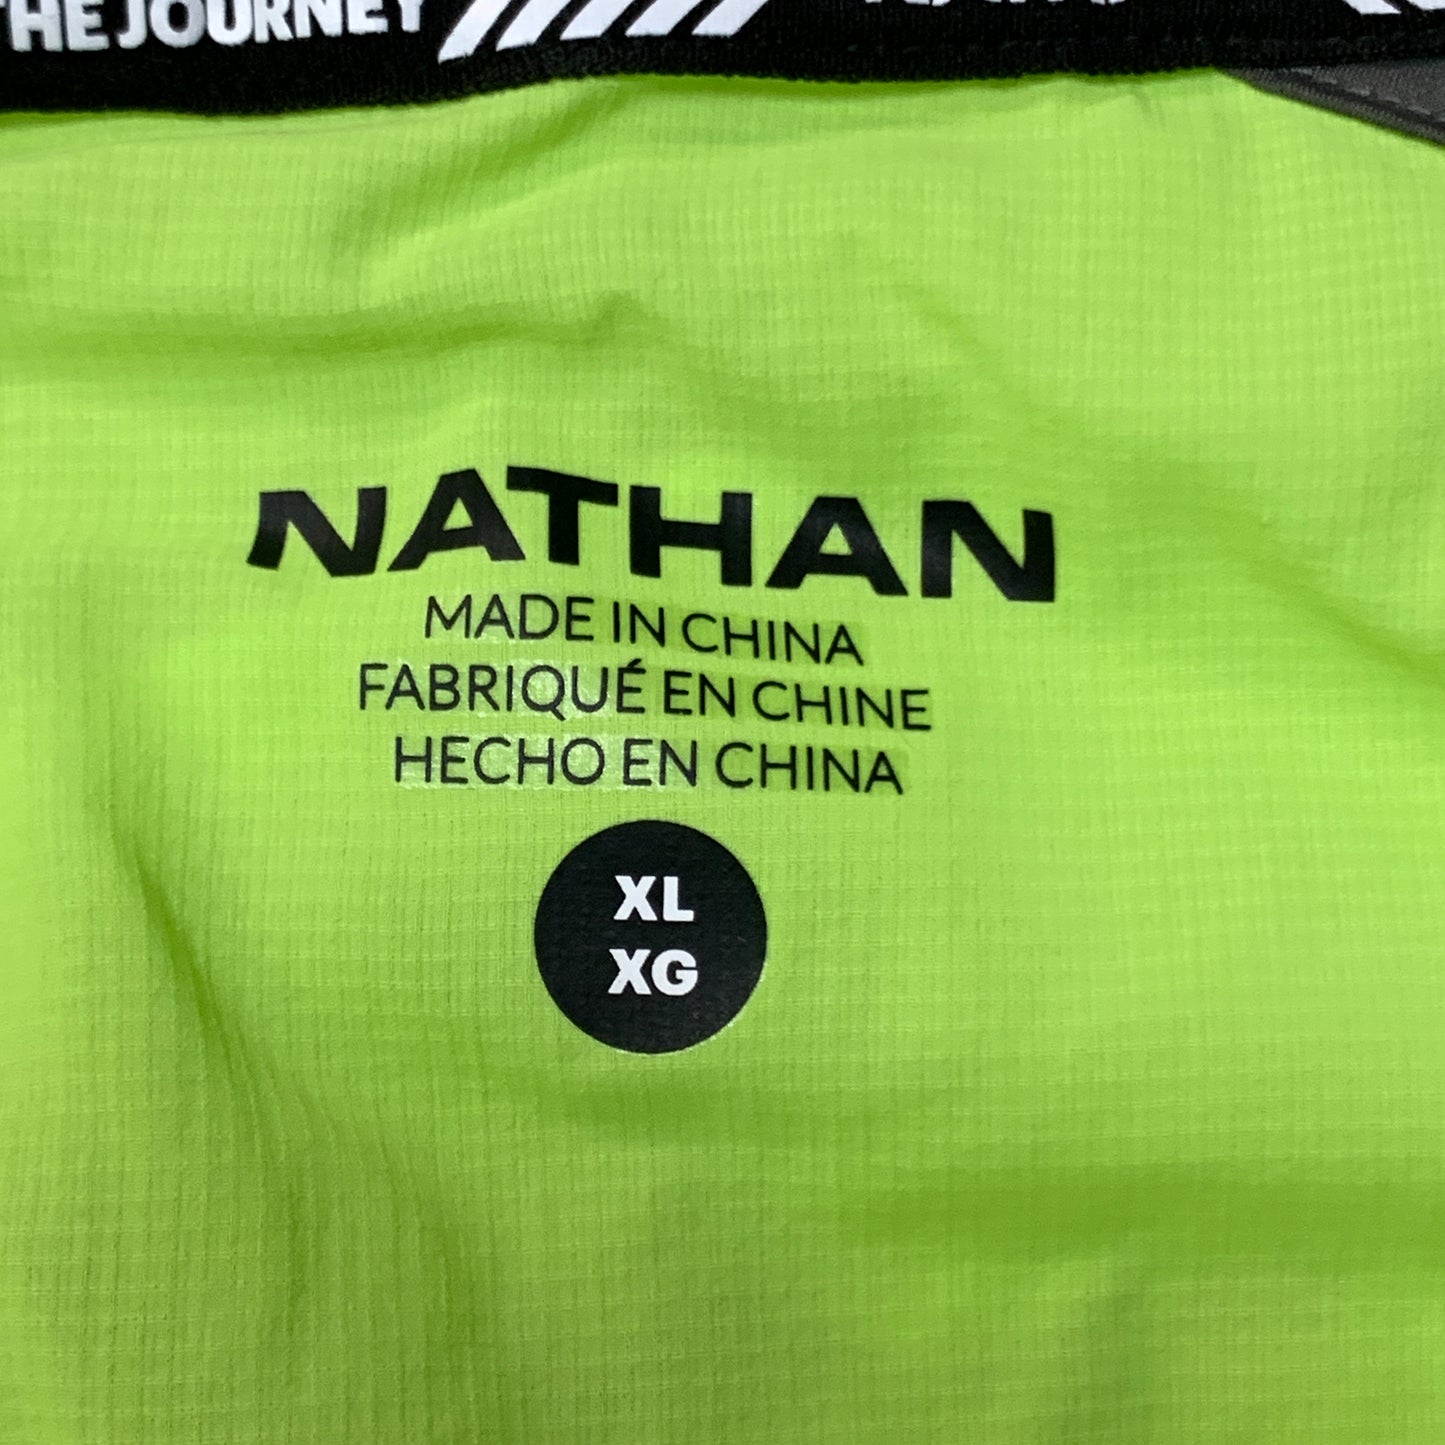 THE JOURNEY
NATHAN
MADE IN CHINA
FABRIQUÉ EN CHINE
HECHO EN CHINA
XL
XG